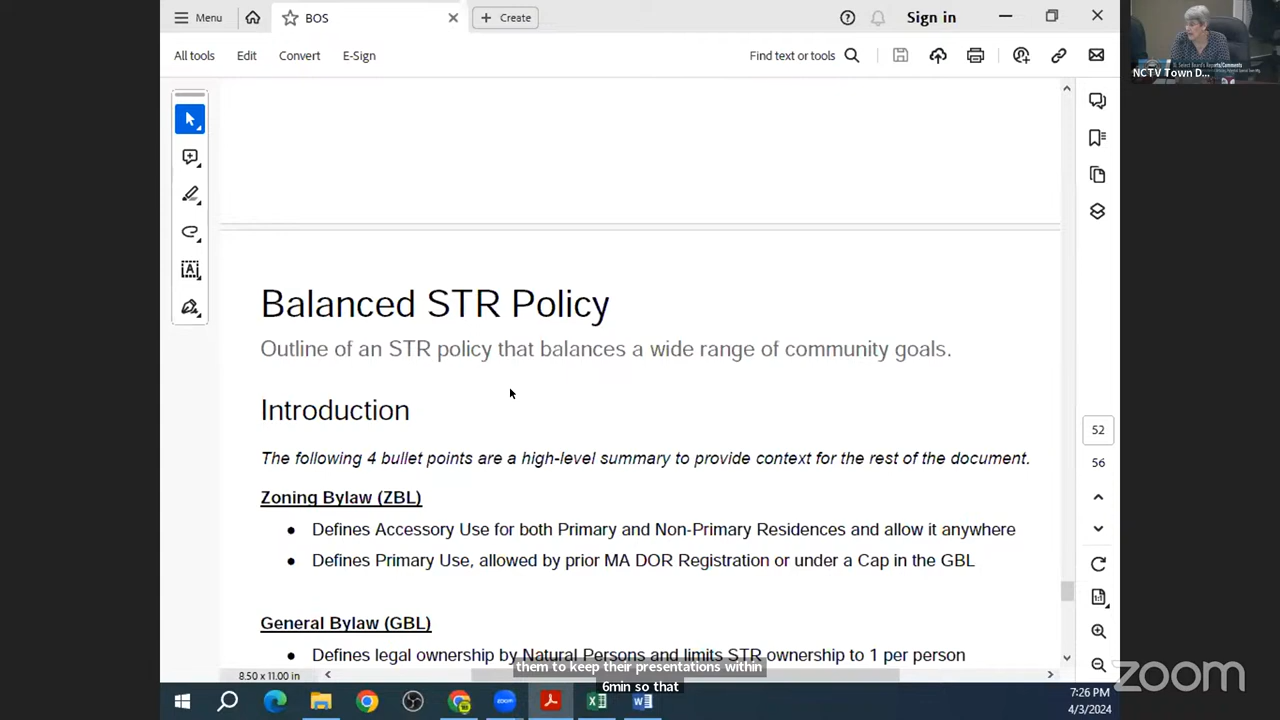 Menu
BOS
Create
Sign in
All tools
Edit
Convert
E-Sign
Find text or tools
NCTV Town D...
Balanced STR Policy
Outline of an STR policy that balances a wide range of community goals.
Introduction
The following 4 bullet points are a high-level summary to provide context for the rest of the document.
Zoning Bylaw (ZBL)
● Defines Accessory Use for both Primary and Non-Primary Residences and allow it anywhere
● Defines Primary Use, allowed by prior MA DOR Registration or under a Cap in the GBL
General Bylaw (GBL)
● Defines legal ownership by Natural Persons and limits STR ownership to 1 per person
52
56
them to keep their presentations within
6min so that
8.50 x 11.00 in
7:26 PM
4/3/2024
zoom